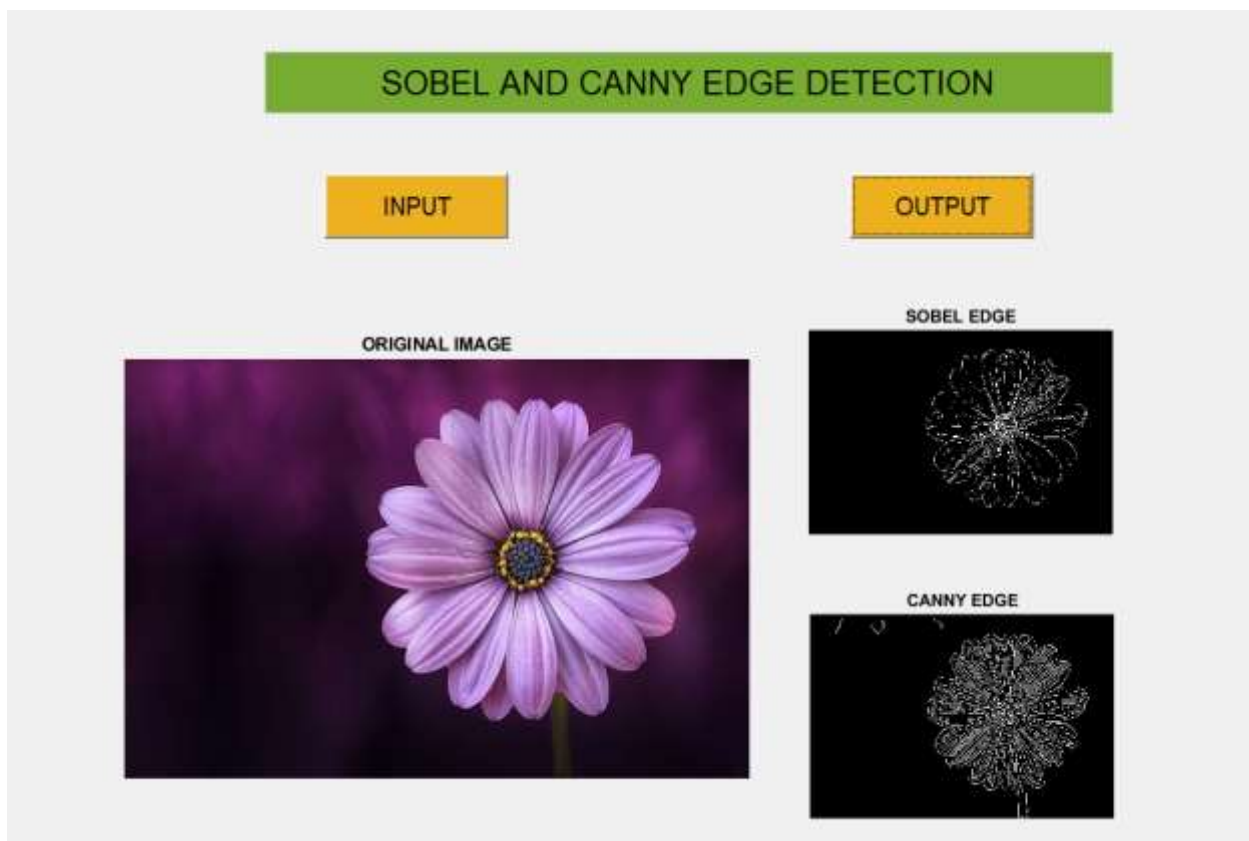 SOBEL AND CANNY EDGE DETECTION
INPUT
OUTPUT
ORIGINAL IMAGE
SOBEL EDGE
CANNY EDGE